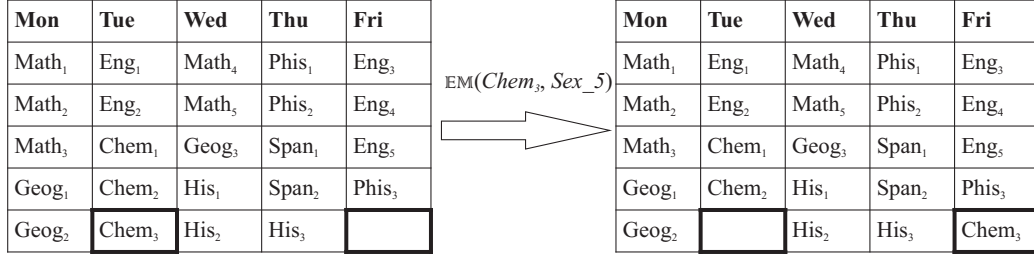 Mon Tue Wed Thu Fri
Math₁ Eng₁ Math₄ Phis₁ Eng₃
Math₂ Eng₂ Math₅ Phis₂ Eng₄
Math₃ Chem₁ Geog₃ Span₁ Eng₅
Geog₁ Chem₂ His₁ Span₂ Phis₃
Geog₂ Chem₃ His₂ His₃
𝔼𝕄(Chem₃, Sex_5)
Mon Tue Wed Thu Fri
Math₁ Eng₁ Math₄ Phis₁ Eng₃
Math₂ Eng₂ Math₅ Phis₂ Eng₄
Math₃ Chem₁ Geog₃ Span₁ Eng₅
Geog₁ Chem₂ His₁ Span₂ Phis₃
Geog₂ His₂ His₃ Chem₃